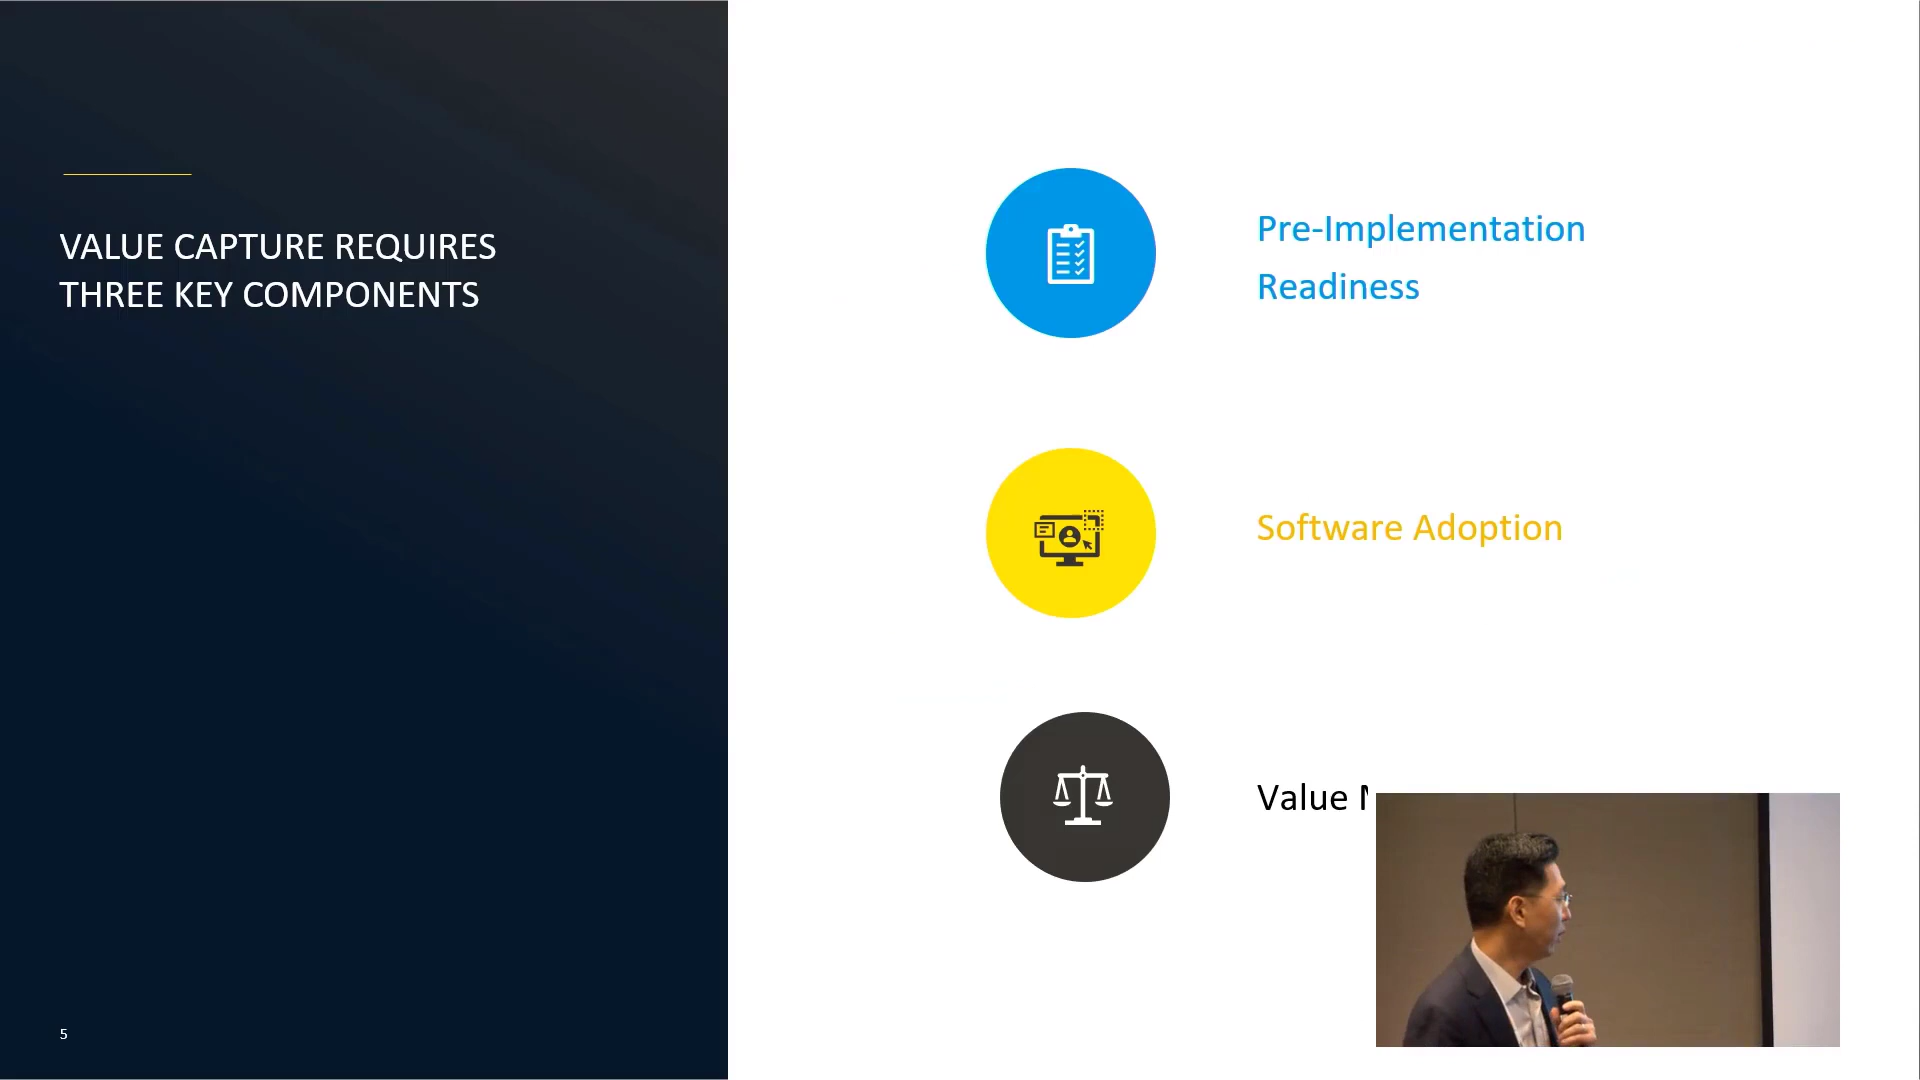 VALUE CAPTURE REQUIRES
THREE KEY COMPONENTS
Pre-Implementation
Readiness
Software Adoption
Value
5